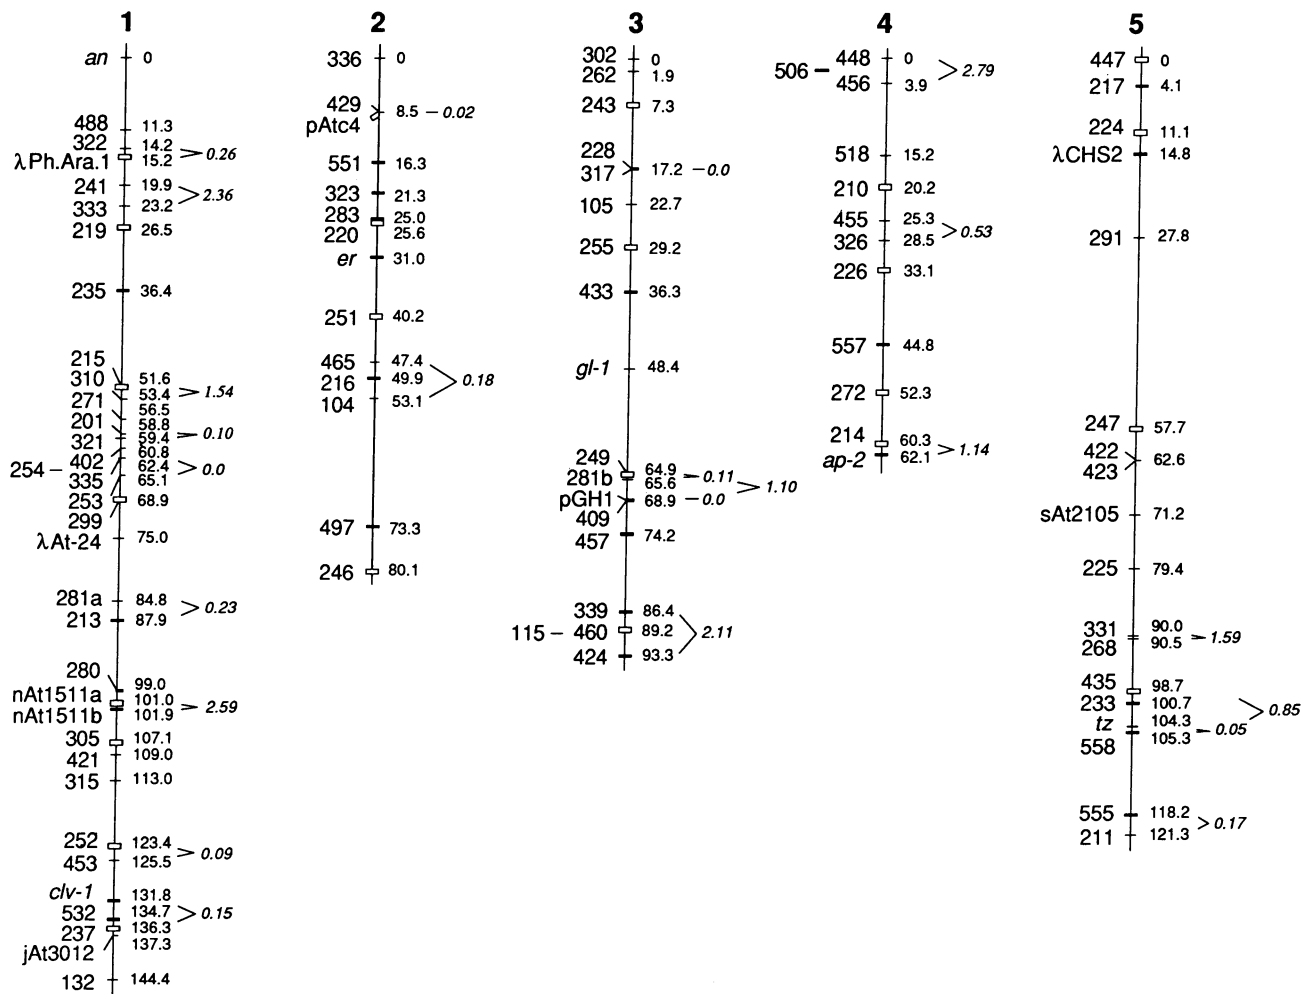 1
an 0
488 11.3
322 14.2
λPh.Ara.1 15.2 0.26
241 19.9
333 23.2 2.36
219 26.5
235 36.4
215
310 51.6
271 53.4 1.54
56.5
201 58.8
321 59.4 0.10
402 60.8
254 – 62.4 0.0
335 65.1
253 68.9
299
λAt-24 75.0
281a 84.8
213 87.9 0.23
280 99.0
nAt1511a 101.0
nAt1511b 101.9 2.59
305 107.1
421 109.0
315 113.0
252 123.4
453 125.5 0.09
clv-1 131.8
532 134.7 0.15
237 136.3
jAt3012 137.3
132 144.4
2
336 0
429 8.5 – 0.02
pAtc4
551 16.3
323 21.3
283 25.0
220 25.6
er 31.0
251 40.2
465 47.4
216 49.9 0.18
104 53.1
497 73.3
246 80.1
3
302 0
262 1.9
243 7.3
228
317 17.2 – 0.0
105 22.7
255 29.2
433 36.3
gl-1 48.4
249 64.9
281b 65.6 0.11 1.10
pGH1 68.9 – 0.0
409
457 74.2
339 86.4
115 – 460 89.2 2.11
424 93.3
4
448 0
506 – 2.79
456 3.9
518 15.2
210 20.2
455 25.3
326 28.5 0.53
226 33.1
557 44.8
272 52.3
214 60.3
ap-2 62.1 1.14
5
447 0
217 4.1
224 11.1
λCHS2 14.8
291 27.8
247 57.7
422 62.6
423
sAt2105 71.2
225 79.4
331 90.0
268 90.5 1.59
435 98.7
233 100.7 0.85
tz 104.3
558 105.3 0.05
555 118.2
211 121.3 0.17